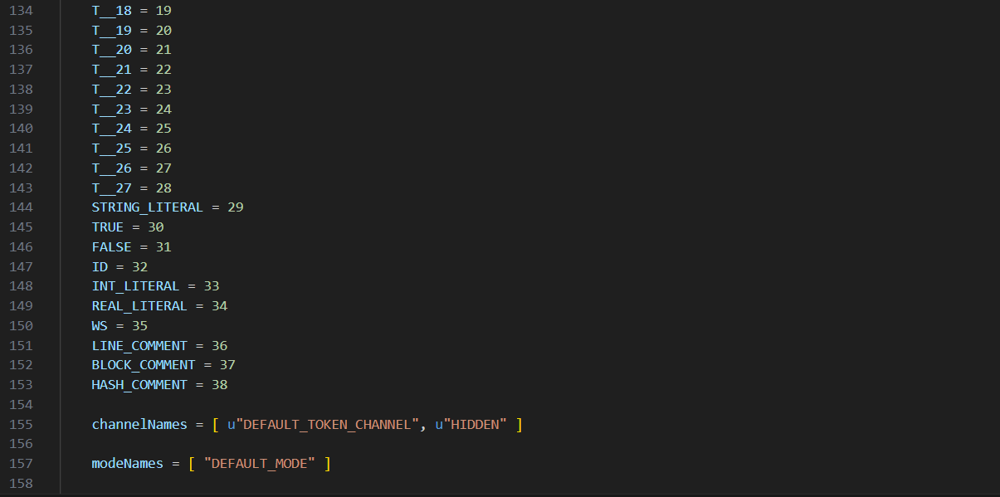 134 T__18 = 19
135 T__19 = 20
136 T__20 = 21
137 T__21 = 22
138 T__22 = 23
139 T__23 = 24
140 T__24 = 25
141 T__25 = 26
142 T__26 = 27
143 T__27 = 28
144 STRING_LITERAL = 29
145 TRUE = 30
146 FALSE = 31
147 ID = 32
148 INT_LITERAL = 33
149 REAL_LITERAL = 34
150 WS = 35
151 LINE_COMMENT = 36
152 BLOCK_COMMENT = 37
153 HASH_COMMENT = 38
154
155 channelNames = [ u"DEFAULT_TOKEN_CHANNEL", u"HIDDEN" ]
156
157 modeNames = [ "DEFAULT_MODE" ]
158